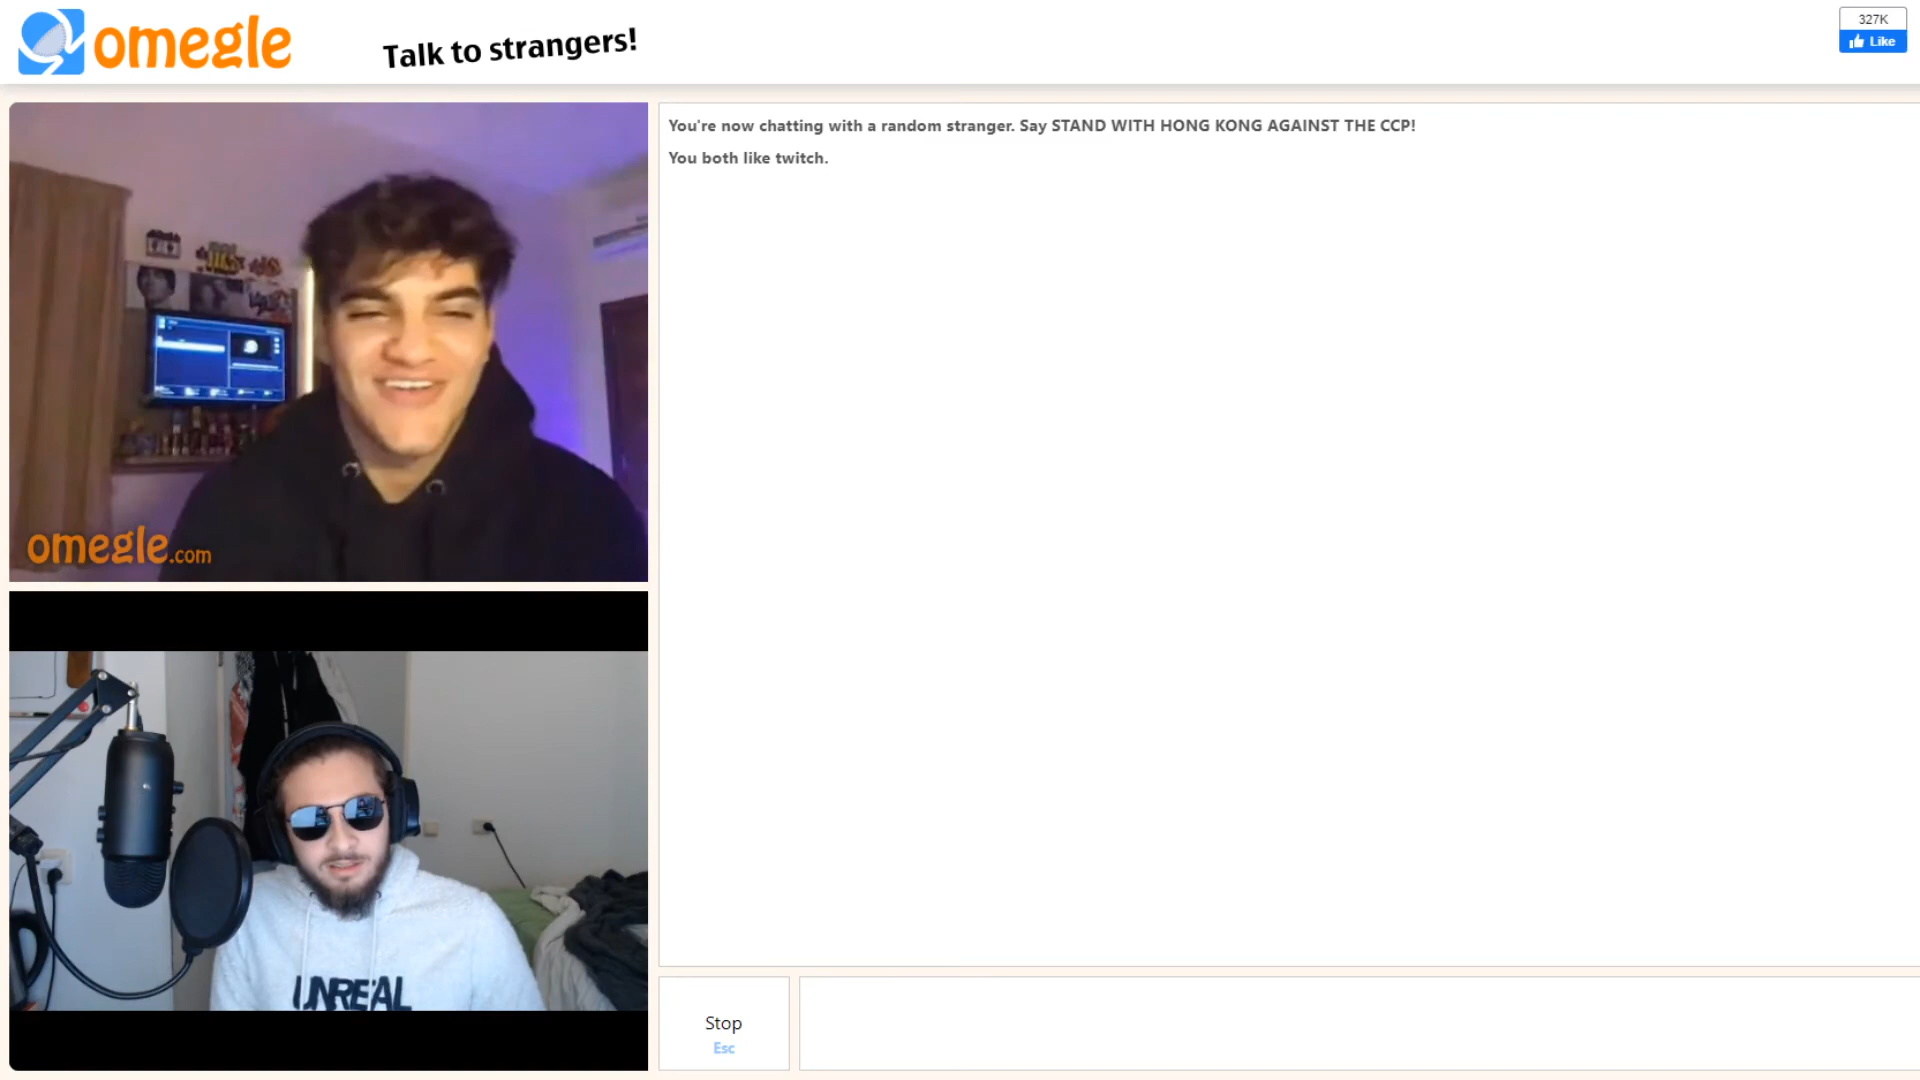 omegle
Talk to strangers!
327K
Like
You're now chatting with a random stranger. Say STAND WITH HONG KONG AGAINST THE CCP!
You both like twitch.
omegle.com
UNREAL
Stop
Esc